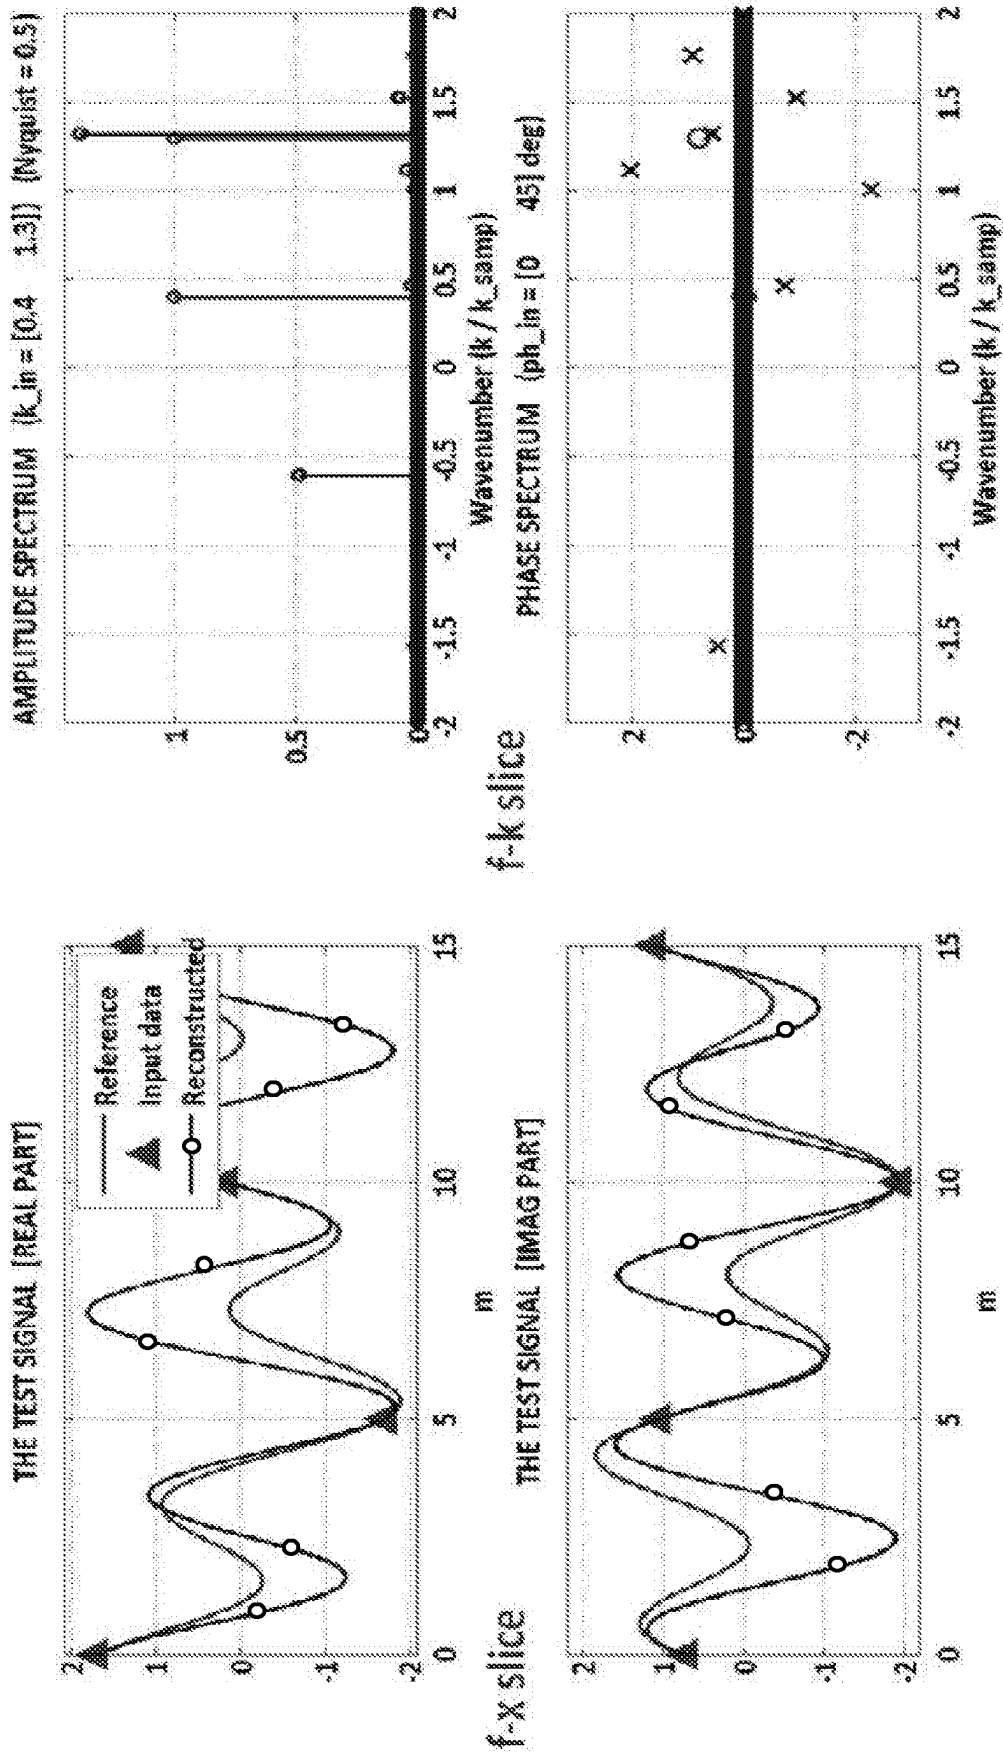 THE TEST SIGNAL [REAL PART]
2
1
0
-1
-2
Reference
Input data
Reconstructed
0 5 10 15
m
f-x slice
THE TEST SIGNAL [IMAG PART]
2
1
0
-1
-2
0 5 10 15
m
AMPLITUDE SPECTRUM (k_in = [0.4 1.3]) (Nyquist = 0.5)
1
0.5
0
-2 -1.5 -1 -0.5 0 0.5 1 1.5 2
Wavenumber (k / k_samp)
f-k slice
PHASE SPECTRUM (ph_in = [0 45] deg)
2
0
-2
-2 -1.5 -1 -0.5 0 0.5 1 1.5 2
Wavenumber (k / k_samp)